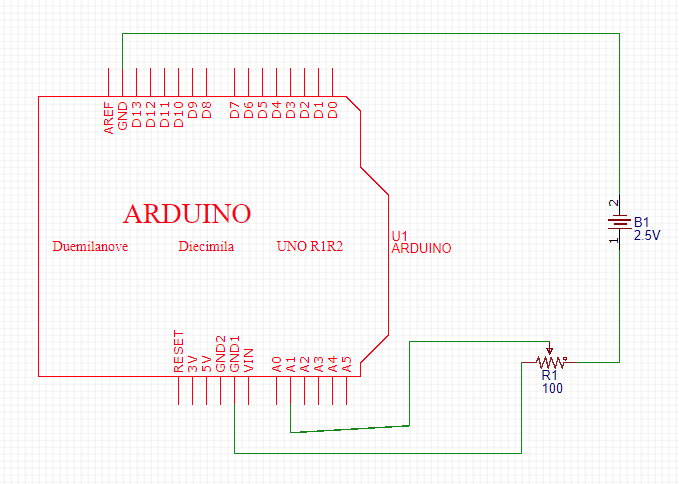 AREF GND D13 D12 D11 D10 D9 D8 D7 D6 D5 D4 D3 D2 D1 D0
2
ARDUINO
B1
1
2.5V
U1
Duemilanove Diecimila UNO R1R2
ARDUINO
RESET 3V 5V GND2 GND1 VIN A0 A1 A2 A3 A4 A5
R1
100